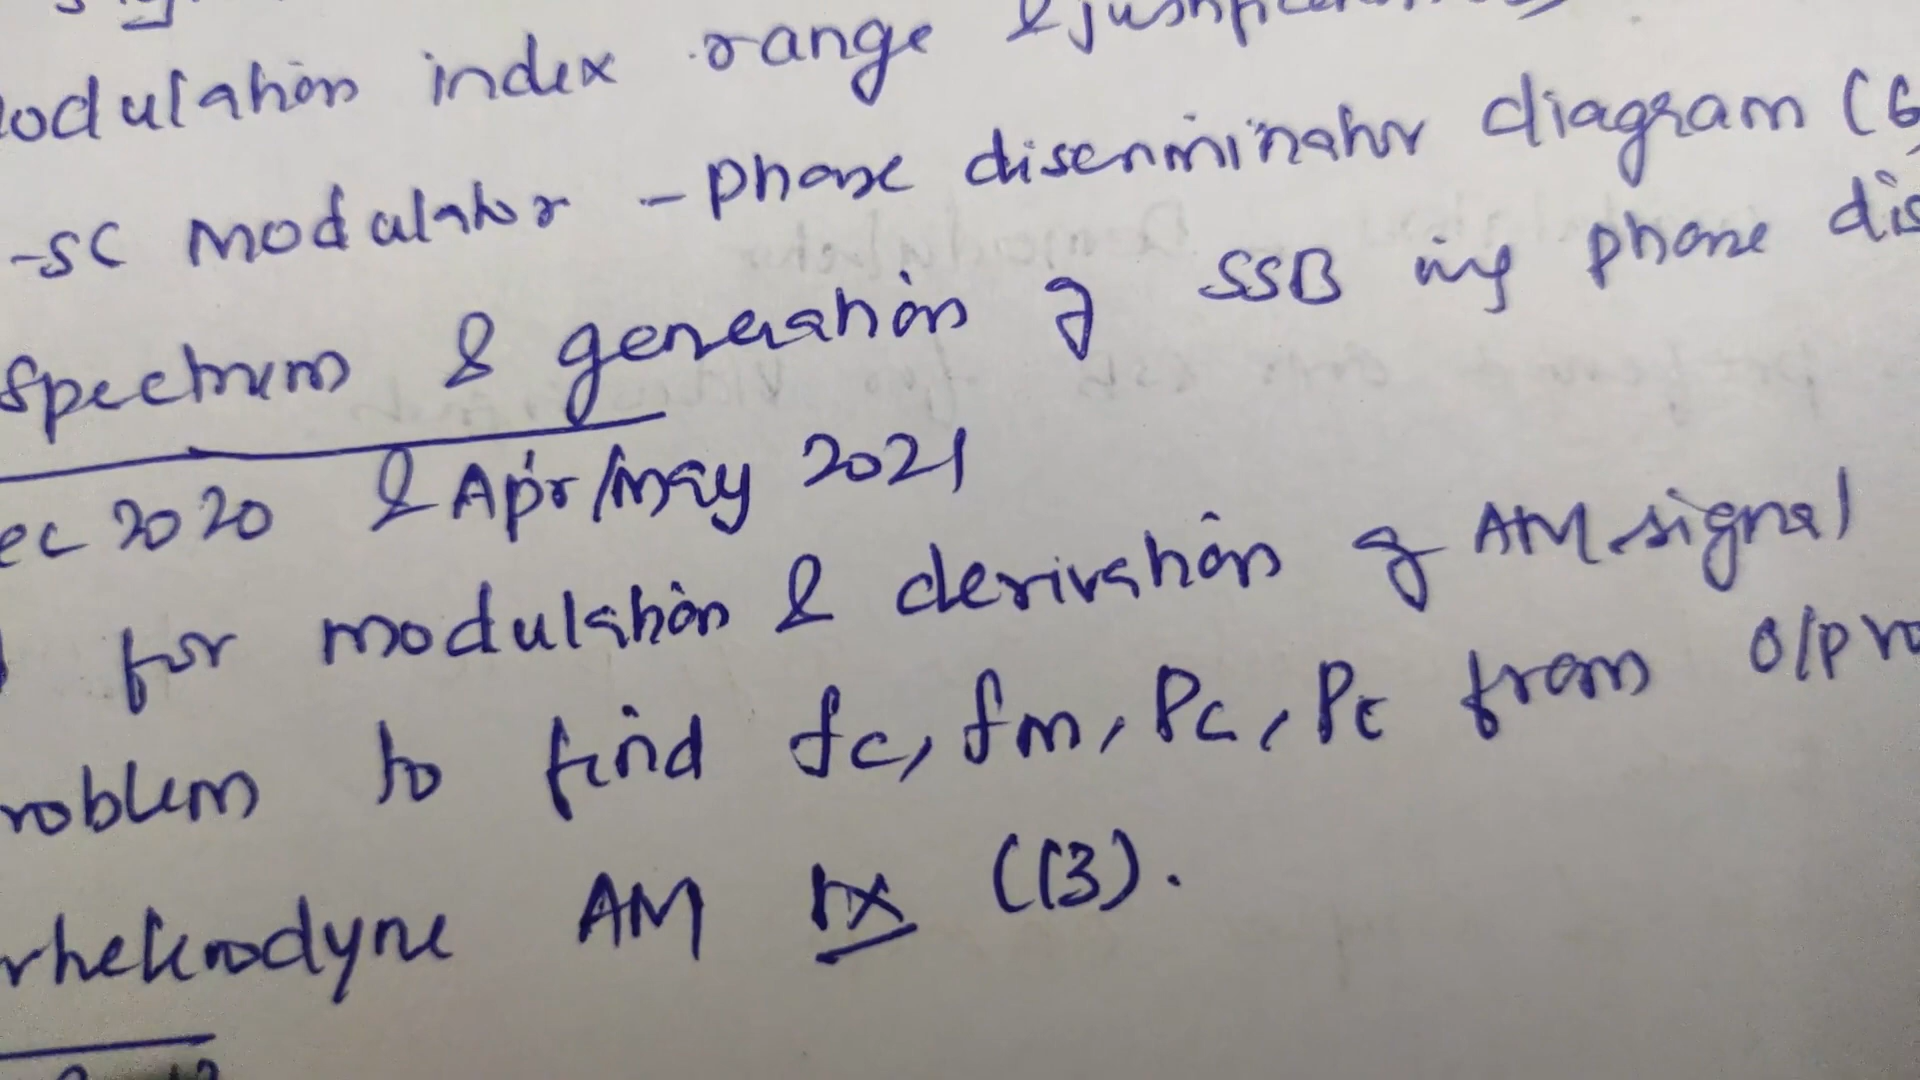 odulation index range &
-SC Modulator - Phase discriminator diagram (6
Spectrum & generation of SSB ing phase dis
ec 2020 & Apr/may 2021
for modulation & derivation of AM signal
roblem to find fc, fm, Pc, Pt from o/p
rheterodyne AM rx (13).